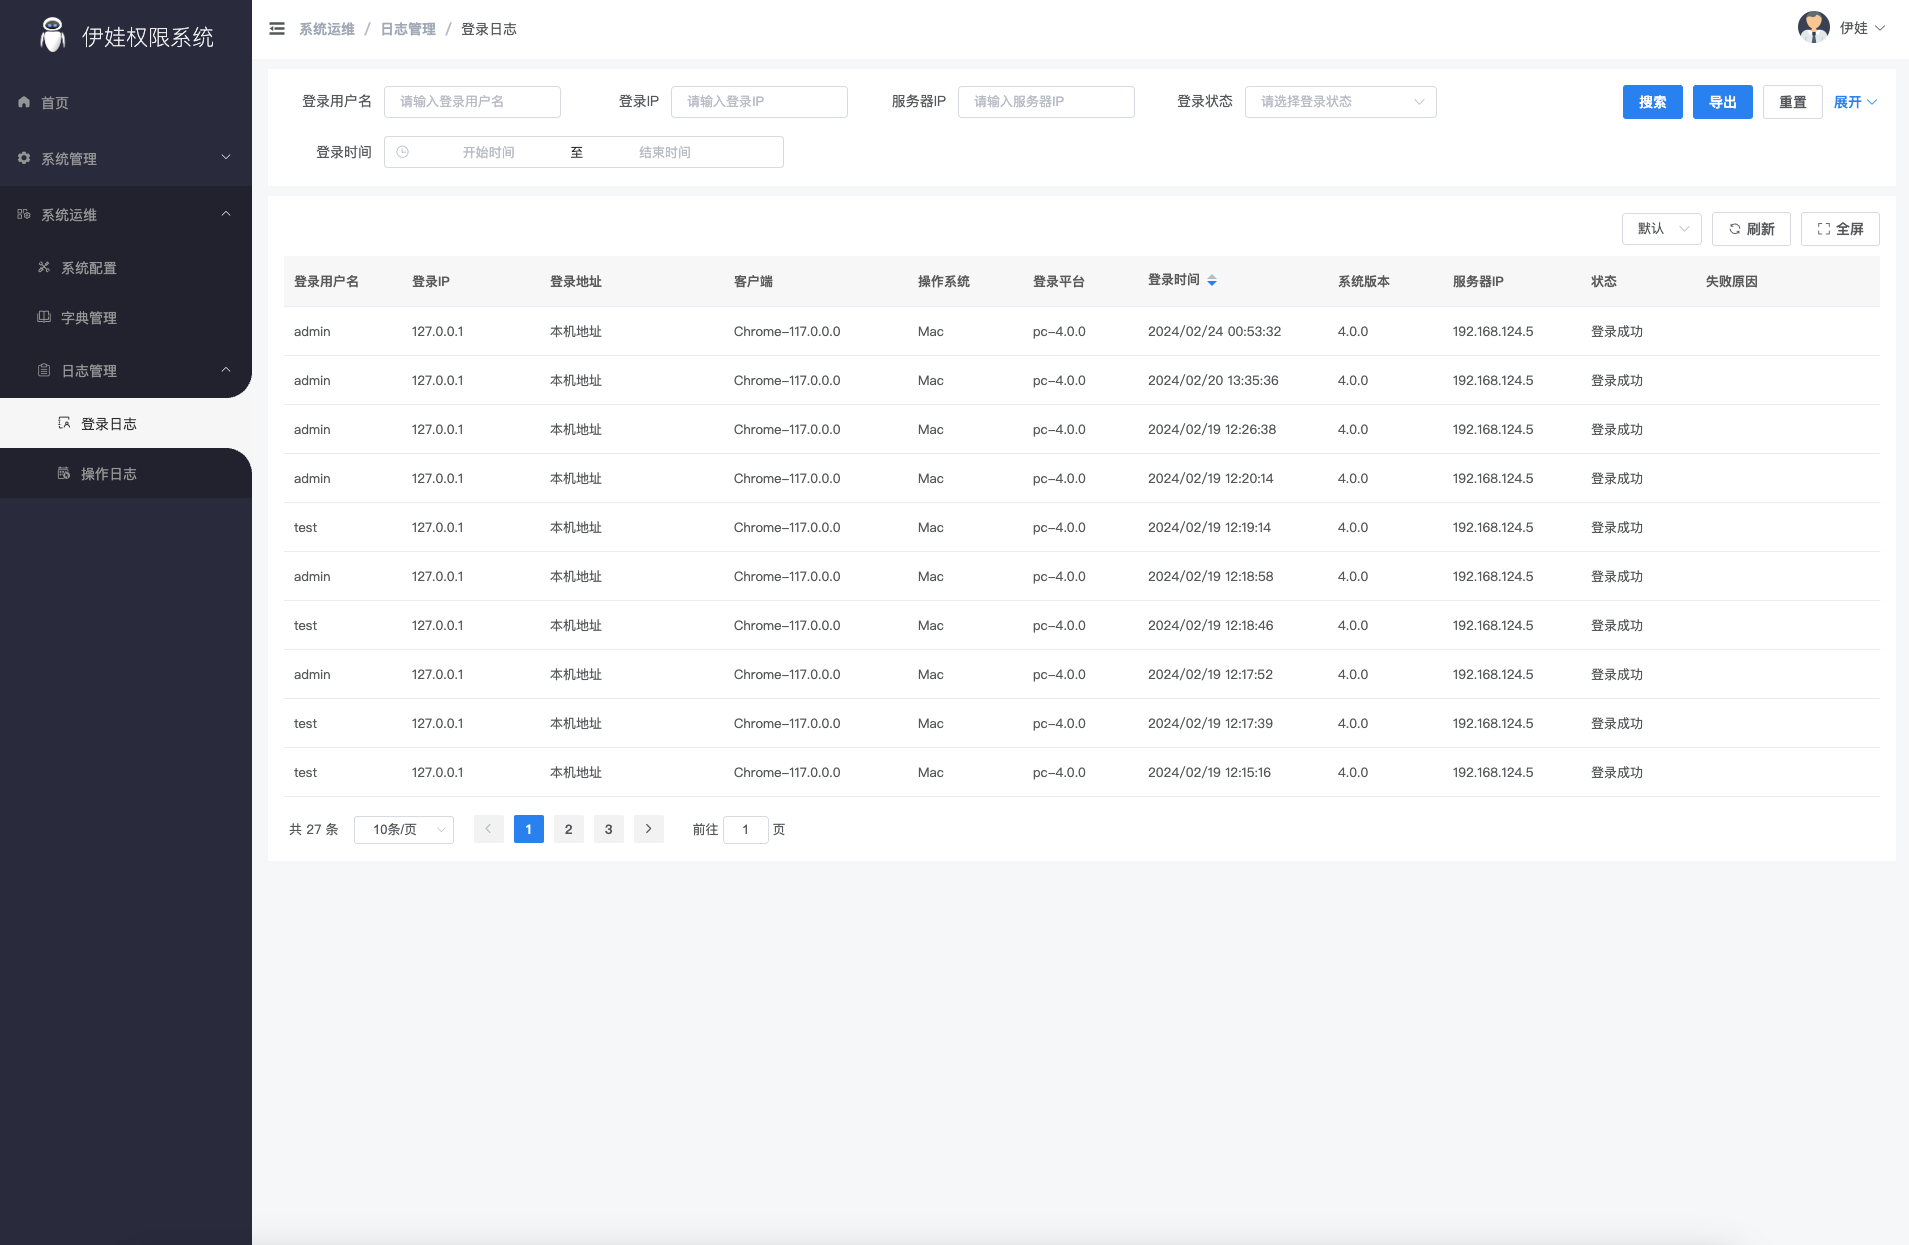 伊娃权限系统
首页
系统管理
系统运维
系统配置
字典管理
日志管理
登录日志
操作日志
系统运维 / 日志管理 / 登录日志
伊娃
登录用户名 请输入登录用户名 登录IP 请输入登录IP 服务器IP 请输入服务器IP 登录状态 请选择登录状态 搜索 导出 重置 展开
登录时间 开始时间 至 结束时间
默认 刷新 全屏
登录用户名 登录IP 登录地址 客户端 操作系统 登录平台 登录时间 系统版本 服务器IP 状态 失败原因
admin 127.0.0.1 本机地址 Chrome-117.0.0.0 Mac pc-4.0.0 2024/02/24 00:53:32 4.0.0 192.168.124.5 登录成功
admin 127.0.0.1 本机地址 Chrome-117.0.0.0 Mac pc-4.0.0 2024/02/20 13:35:36 4.0.0 192.168.124.5 登录成功
admin 127.0.0.1 本机地址 Chrome-117.0.0.0 Mac pc-4.0.0 2024/02/19 12:26:38 4.0.0 192.168.124.5 登录成功
admin 127.0.0.1 本机地址 Chrome-117.0.0.0 Mac pc-4.0.0 2024/02/19 12:20:14 4.0.0 192.168.124.5 登录成功
test 127.0.0.1 本机地址 Chrome-117.0.0.0 Mac pc-4.0.0 2024/02/19 12:19:14 4.0.0 192.168.124.5 登录成功
admin 127.0.0.1 本机地址 Chrome-117.0.0.0 Mac pc-4.0.0 2024/02/19 12:18:58 4.0.0 192.168.124.5 登录成功
test 127.0.0.1 本机地址 Chrome-117.0.0.0 Mac pc-4.0.0 2024/02/19 12:18:46 4.0.0 192.168.124.5 登录成功
admin 127.0.0.1 本机地址 Chrome-117.0.0.0 Mac pc-4.0.0 2024/02/19 12:17:52 4.0.0 192.168.124.5 登录成功
test 127.0.0.1 本机地址 Chrome-117.0.0.0 Mac pc-4.0.0 2024/02/19 12:17:39 4.0.0 192.168.124.5 登录成功
test 127.0.0.1 本机地址 Chrome-117.0.0.0 Mac pc-4.0.0 2024/02/19 12:15:16 4.0.0 192.168.124.5 登录成功
共 27 条 10条/页 1 2 3 前往 1 页